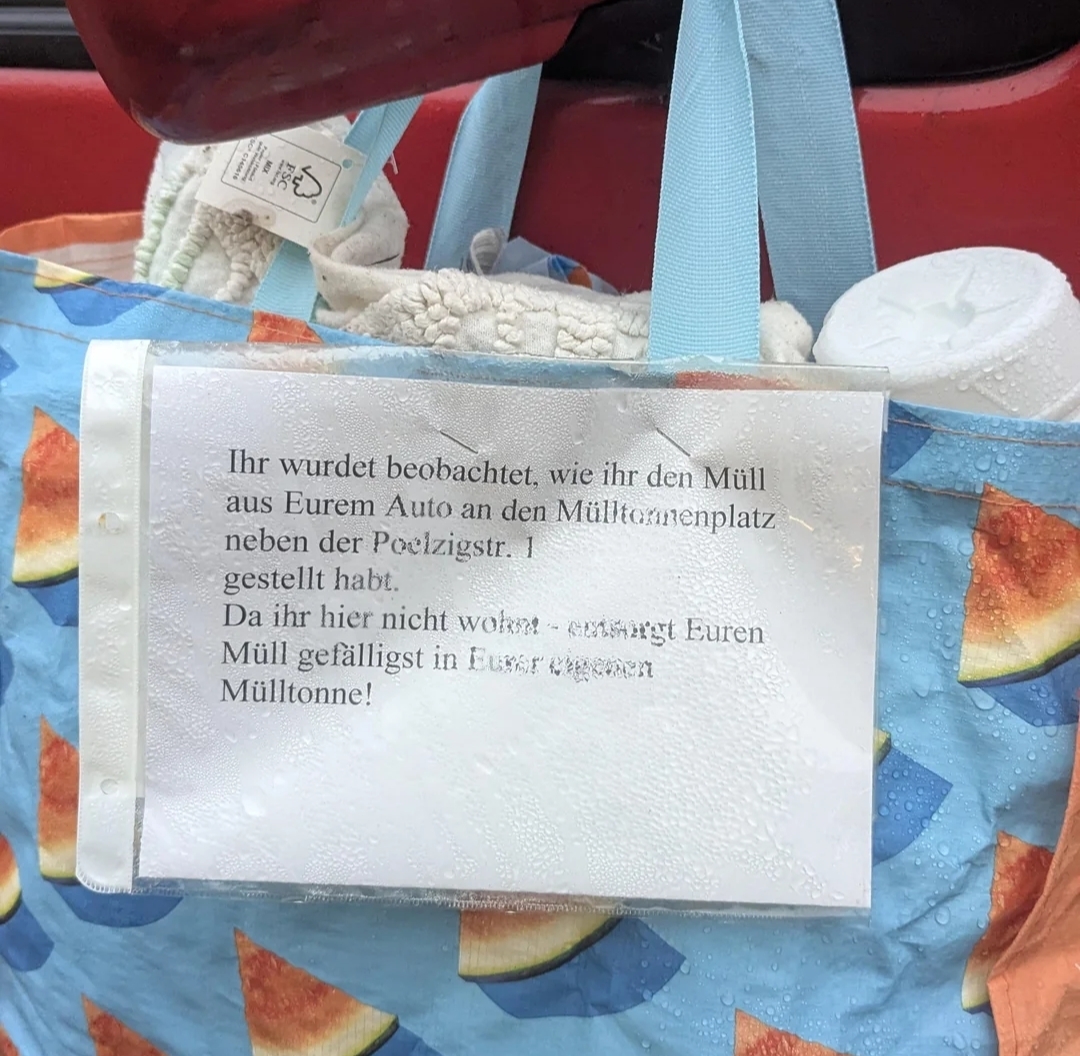 FSC
MIX
Ihr wurdet beobachtet, wie ihr den Müll
aus Eurem Auto an den Mülltonnenplatz
neben der Poelzigstr. 1
gestellt habt.
Da ihr hier nicht wohnt - entsorgt Euren
Müll gefälligst in Eurer eigenen
Mülltonne!